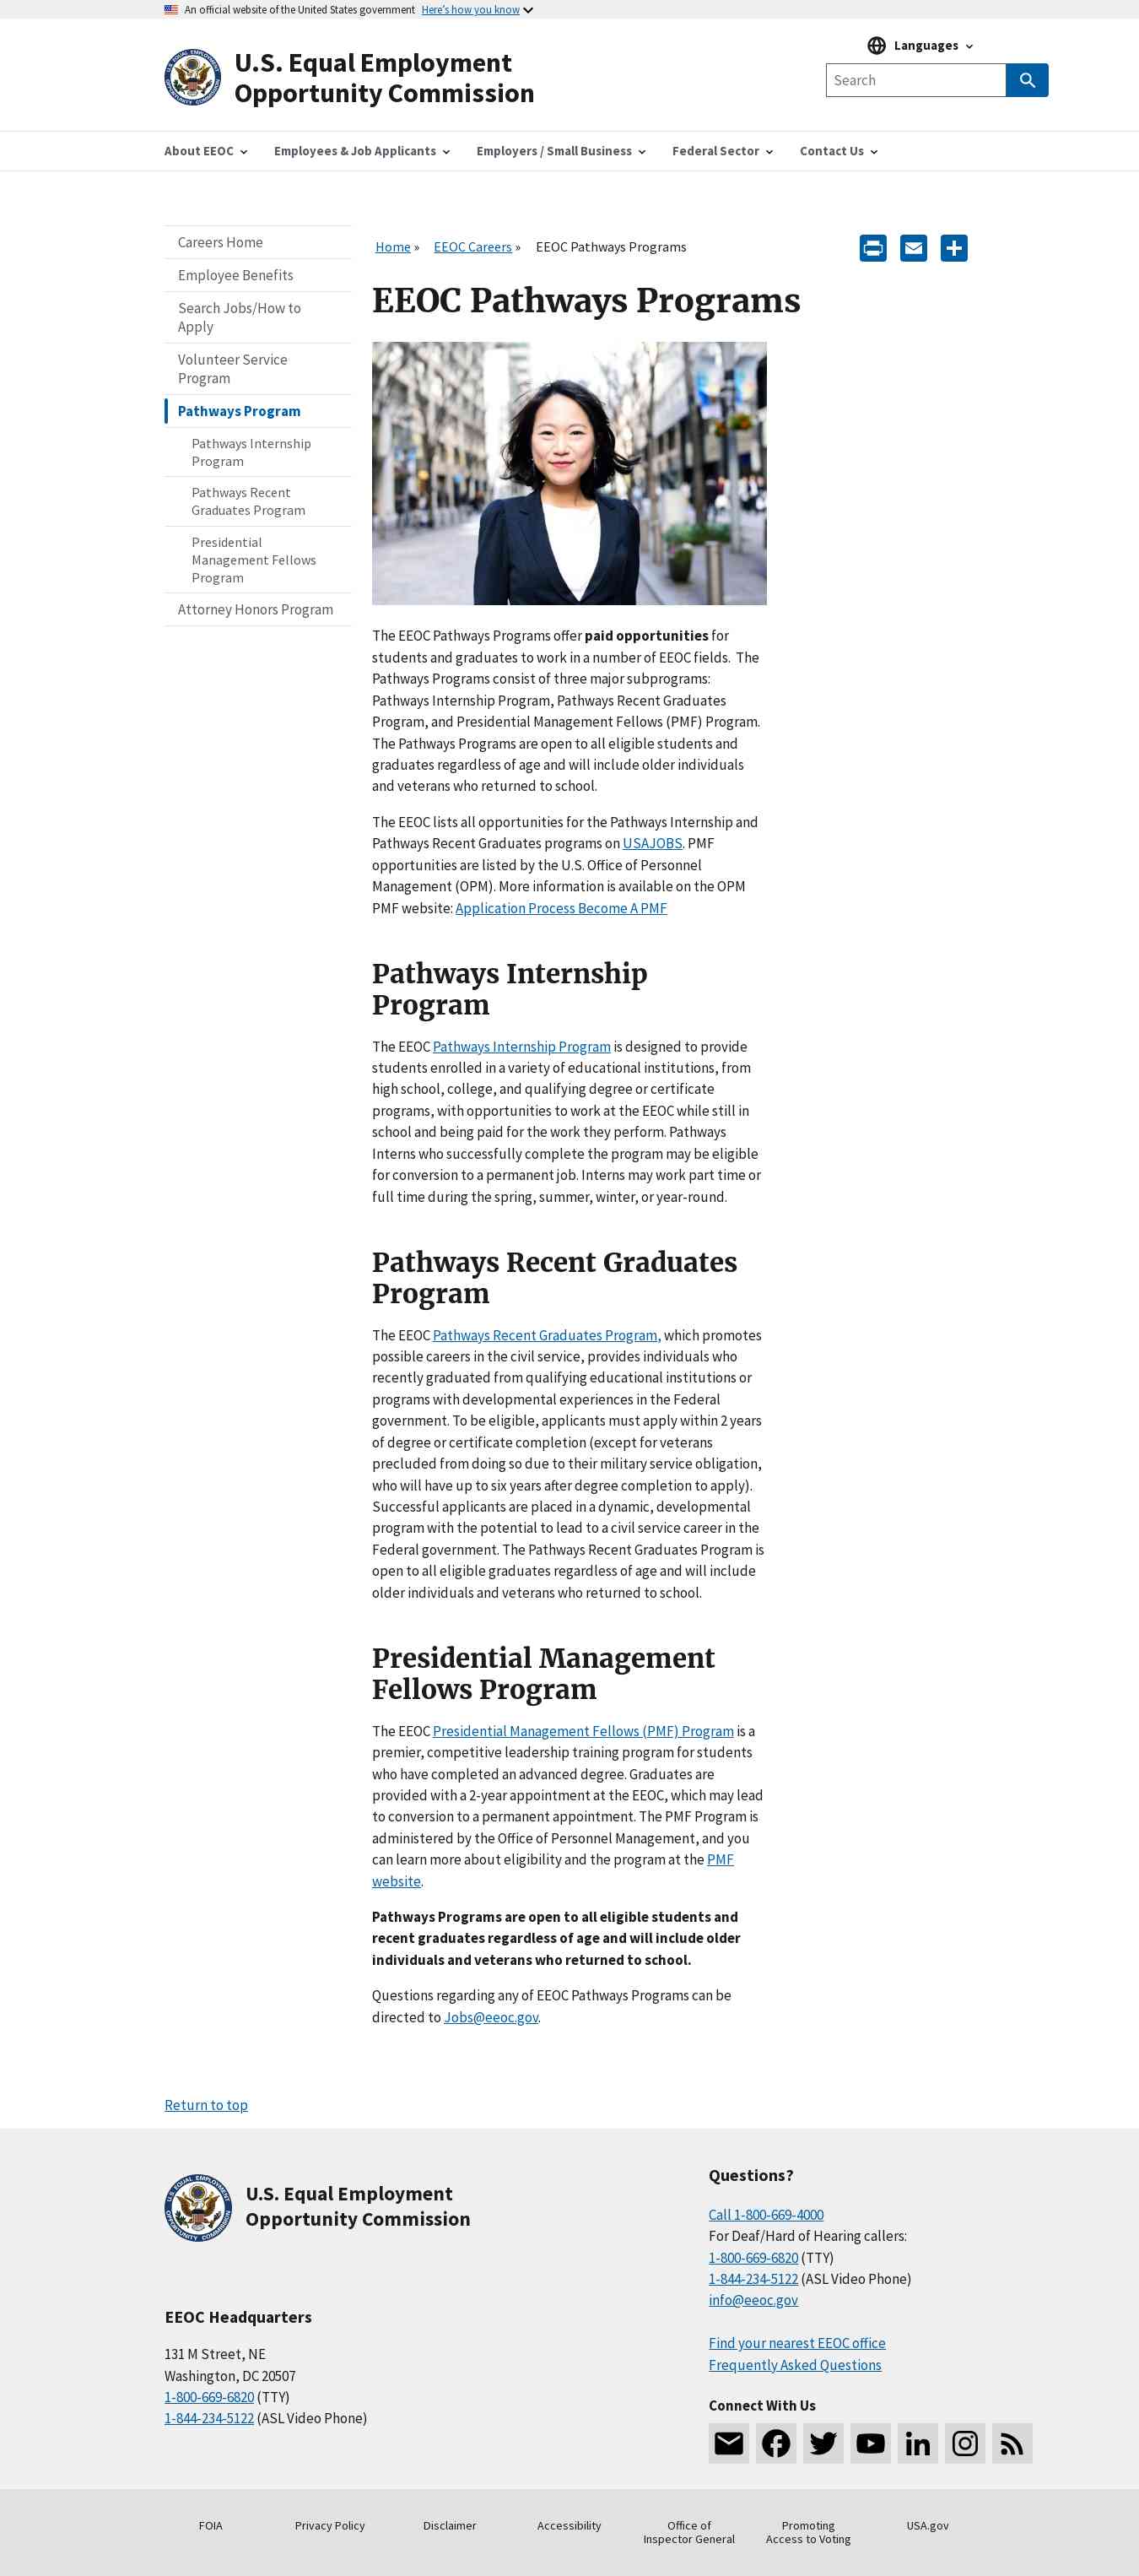 An official website of the United States government Here's how you know
U.S. Equal Employment
Opportunity Commission
Languages
Search
About EEOC
Employees & Job Applicants
Employers / Small Business
Federal Sector
Contact Us
Careers Home
Employee Benefits
Search Jobs/How to
Apply
Volunteer Service
Program
Pathways Program
Pathways Internship
Program
Pathways Recent
Graduates Program
Presidential
Management Fellows
Program
Attorney Honors Program
Home » EEOC Careers » EEOC Pathways Programs
EEOC Pathways Programs
The EEOC Pathways Programs offer paid opportunities for
students and graduates to work in a number of EEOC fields. The
Pathways Programs consist of three major subprograms:
Pathways Internship Program, Pathways Recent Graduates
Program, and Presidential Management Fellows (PMF) Program.
The Pathways Programs are open to all eligible students and
graduates regardless of age and will include older individuals
and veterans who returned to school.
The EEOC lists all opportunities for the Pathways Internship and
Pathways Recent Graduates programs on USAJOBS. PMF
opportunities are listed by the U.S. Office of Personnel
Management (OPM). More information is available on the OPM
PMF website: Application Process Become A PMF
Pathways Internship
Program
The EEOC Pathways Internship Program is designed to provide
students enrolled in a variety of educational institutions, from
high school, college, and qualifying degree or certificate
programs, with opportunities to work at the EEOC while still in
school and being paid for the work they perform. Pathways
Interns who successfully complete the program may be eligible
for conversion to a permanent job. Interns may work part time or
full time during the spring, summer, winter, or year-round.
Pathways Recent Graduates
Program
The EEOC Pathways Recent Graduates Program, which promotes
possible careers in the civil service, provides individuals who
recently graduated from qualifying educational institutions or
programs with developmental experiences in the Federal
government. To be eligible, applicants must apply within 2 years
of degree or certificate completion (except for veterans
precluded from doing so due to their military service obligation,
who will have up to six years after degree completion to apply).
Successful applicants are placed in a dynamic, developmental
program with the potential to lead to a civil service career in the
Federal government. The Pathways Recent Graduates Program is
open to all eligible graduates regardless of age and will include
older individuals and veterans who returned to school.
Presidential Management
Fellows Program
The EEOC Presidential Management Fellows (PMF) Program is a
premier, competitive leadership training program for students
who have completed an advanced degree. Graduates are
provided with a 2-year appointment at the EEOC, which may lead
to conversion to a permanent appointment. The PMF Program is
administered by the Office of Personnel Management, and you
can learn more about eligibility and the program at the PMF
website.
Pathways Programs are open to all eligible students and
recent graduates regardless of age and will include older
individuals and veterans who returned to school.
Questions regarding any of EEOC Pathways Programs can be
directed to Jobs@eeoc.gov.
Return to top
U.S. Equal Employment
Opportunity Commission
EEOC Headquarters
131 M Street, NE
Washington, DC 20507
1-800-669-6820 (TTY)
1-844-234-5122 (ASL Video Phone)
Questions?
Call 1-800-669-4000
For Deaf/Hard of Hearing callers:
1-800-669-6820 (TTY)
1-844-234-5122 (ASL Video Phone)
info@eeoc.gov
Find your nearest EEOC office
Frequently Asked Questions
Connect With Us
FOIA
Privacy Policy
Disclaimer
Accessibility
Office of
Inspector General
Promoting
Access to Voting
USA.gov